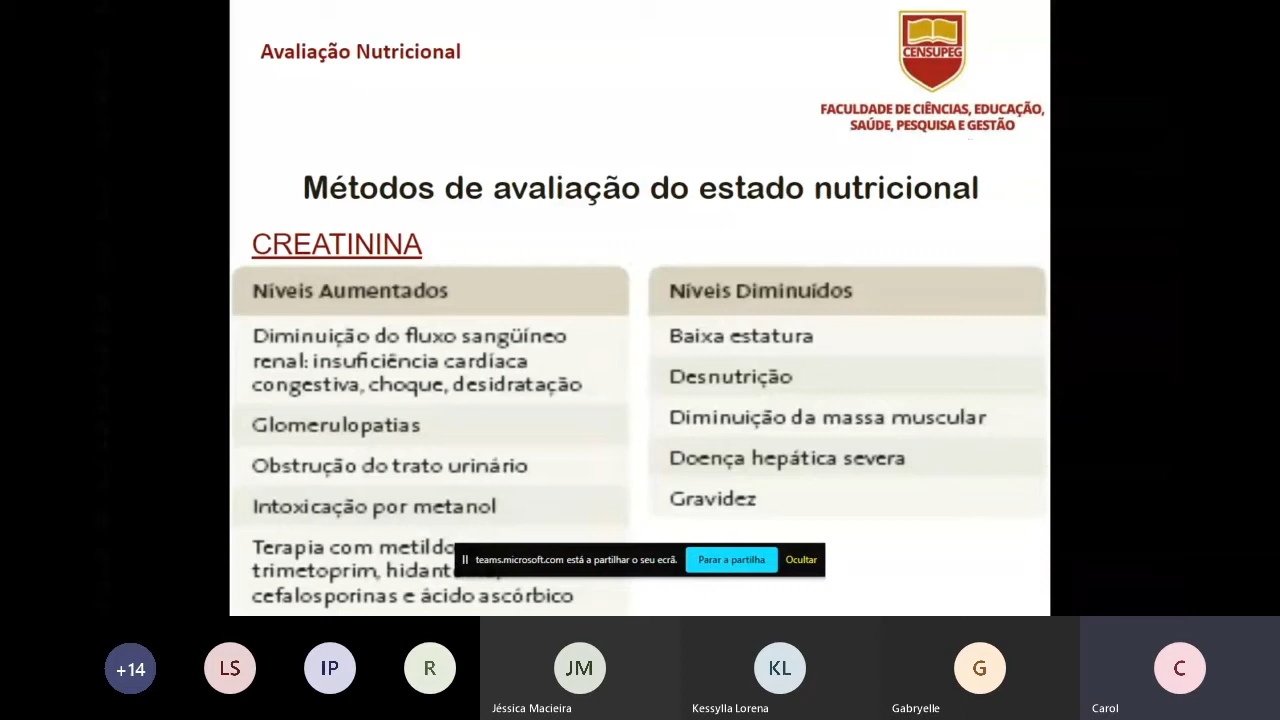 Avaliação Nutricional
CENSUPEG
FACULDADE DE CIÊNCIAS, EDUCAÇÃO,
SAÚDE, PESQUISA E GESTÃO
Métodos de avaliação do estado nutricional
CREATININA
Níveis Aumentados
Diminuição do fluxo sangüíneo
renal: insuficiência cardíaca
congestiva, choque, desidratação
Glomerulopatias
Obstrução do trato urinário
Intoxicação por metanol
Terapia com
trimetoprim,
cefalosporinas e ácido ascórbico
Níveis Diminuídos
Baixa estatura
Desnutrição
Diminuição da massa muscular
Doença hepática severa
Gravidez
teams.microsoft.com está a partilhar o seu ecrã. Parar a partilha Ocultar
+14 LS IP R JM KL G C
Jéssica Macieira Kessylla Lorena Gabryelle Carol